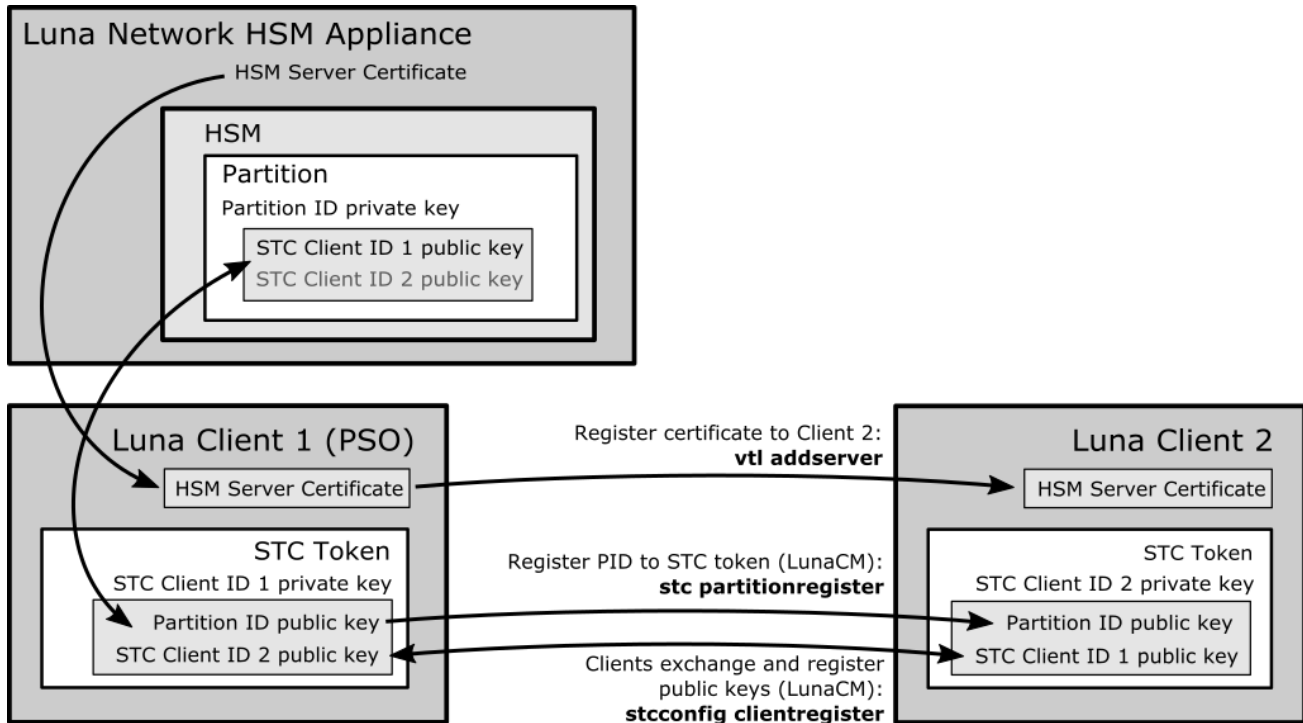 Luna Network HSM Appliance
HSM Server Certificate
HSM
Partition
Partition ID private key
STC Client ID 1 public key
STC Client ID 2 public key
Luna Client 1 (PSO)
HSM Server Certificate
STC Token
STC Client ID 1 private key
Partition ID public key
STC Client ID 2 public key
Register certificate to Client 2:
vtl addserver
Register PID to STC token (LunaCM):
stc partitionregister
Clients exchange and register
public keys (LunaCM):
stcconfig clientregister
Luna Client 2
HSM Server Certificate
STC Token
STC Client ID 2 private key
Partition ID public key
STC Client ID 1 public key